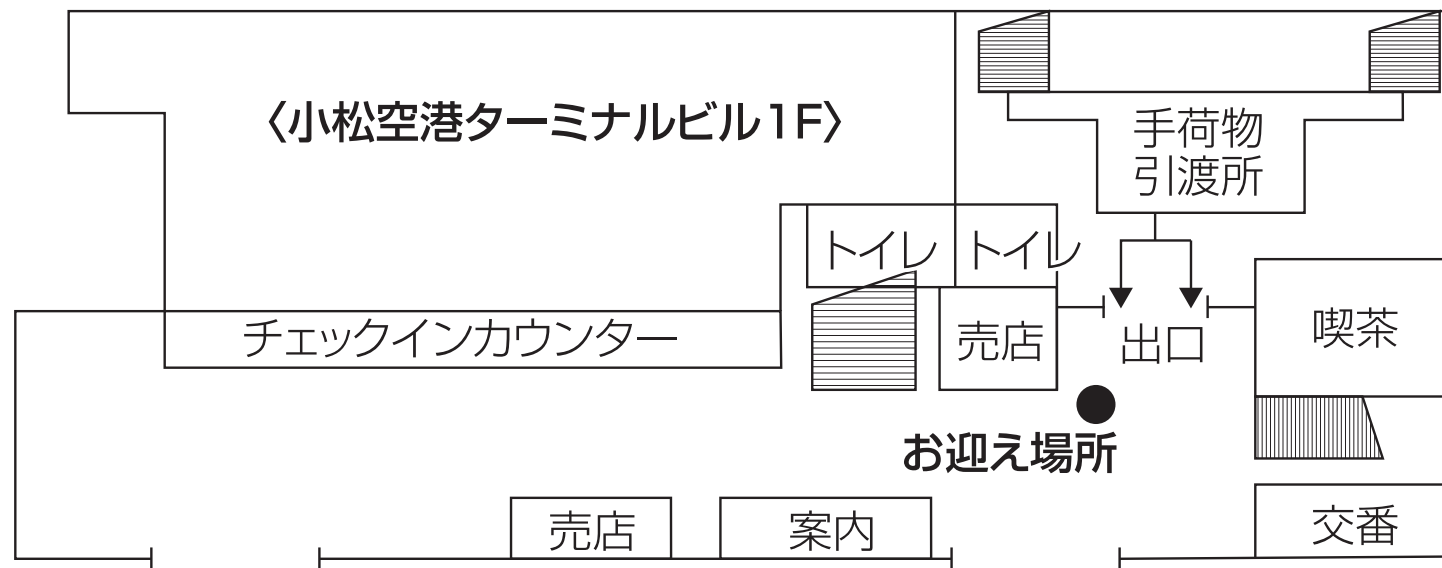 〈小松空港ターミナルビル1F〉
手荷物
引渡所
トイレ
トイレ
チェックインカウンター
売店
出口
喫茶
お迎え場所
売店
案内
交番